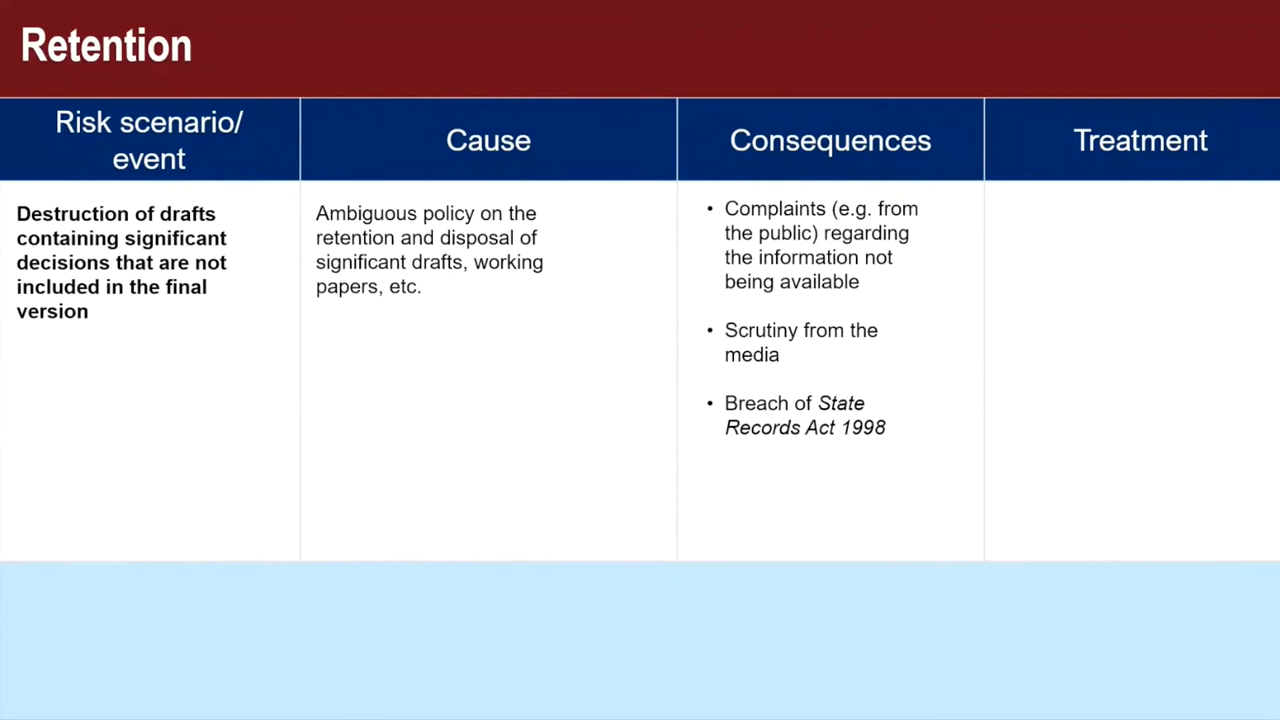 Retention
Risk scenario/
event
Cause
Consequences
Treatment
Destruction of drafts
containing significant
decisions that are not
included in the final
version
Ambiguous policy on the
retention and disposal of
significant drafts, working
papers, etc.
• Complaints (e.g. from
the public) regarding
the information not
being available
• Scrutiny from the
media
• Breach of State
Records Act 1998